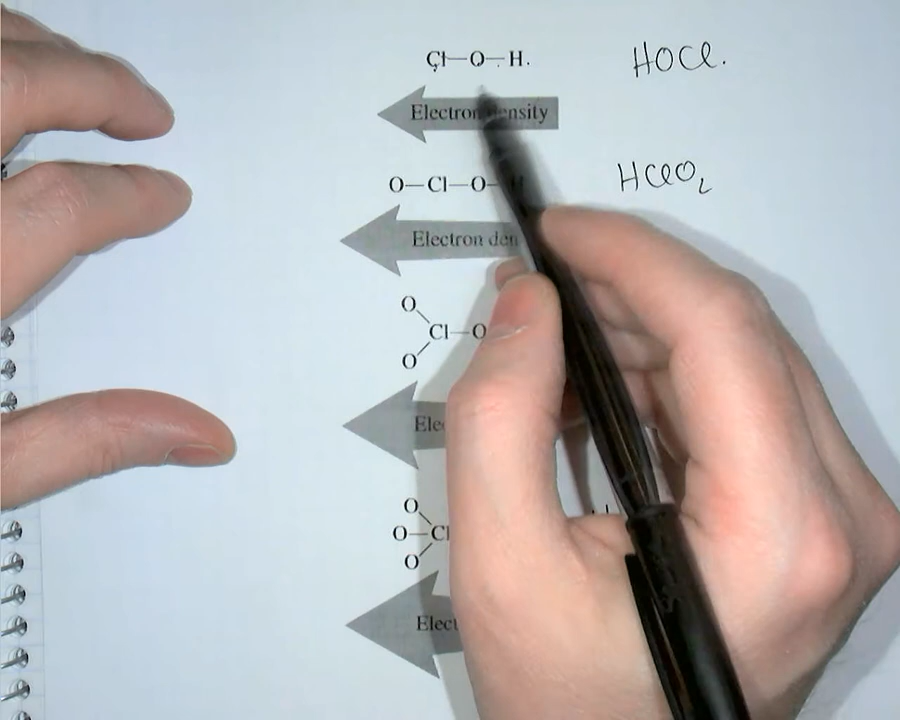 Cl—O—H.
HOCl.
Electron density
O—Cl—O—H
HClO2
Electron den
O
Cl—O
O
Elec
O
O—Cl
O
Elect